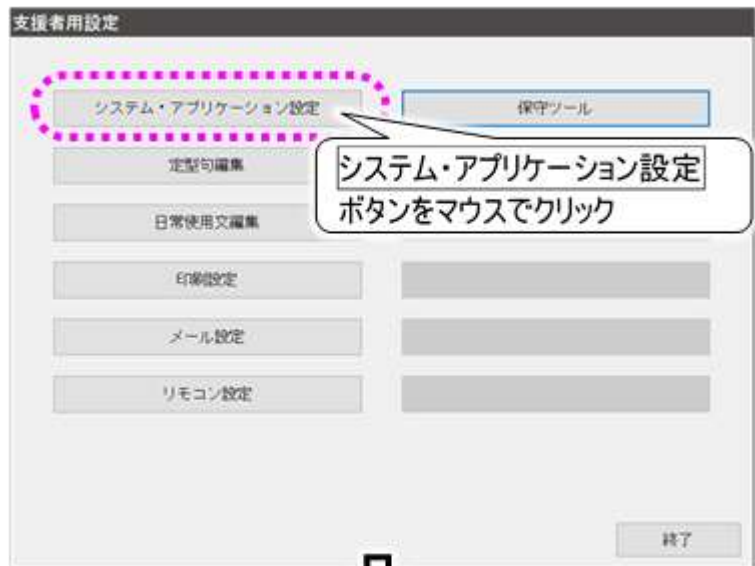 支援者用設定
システム・アプリケーション設定
保守ツール
システム・アプリケーション設定
ボタンをマウスでクリック
定型句編集
日常使用文編集
印刷設定
メール設定
リモコン設定
終了